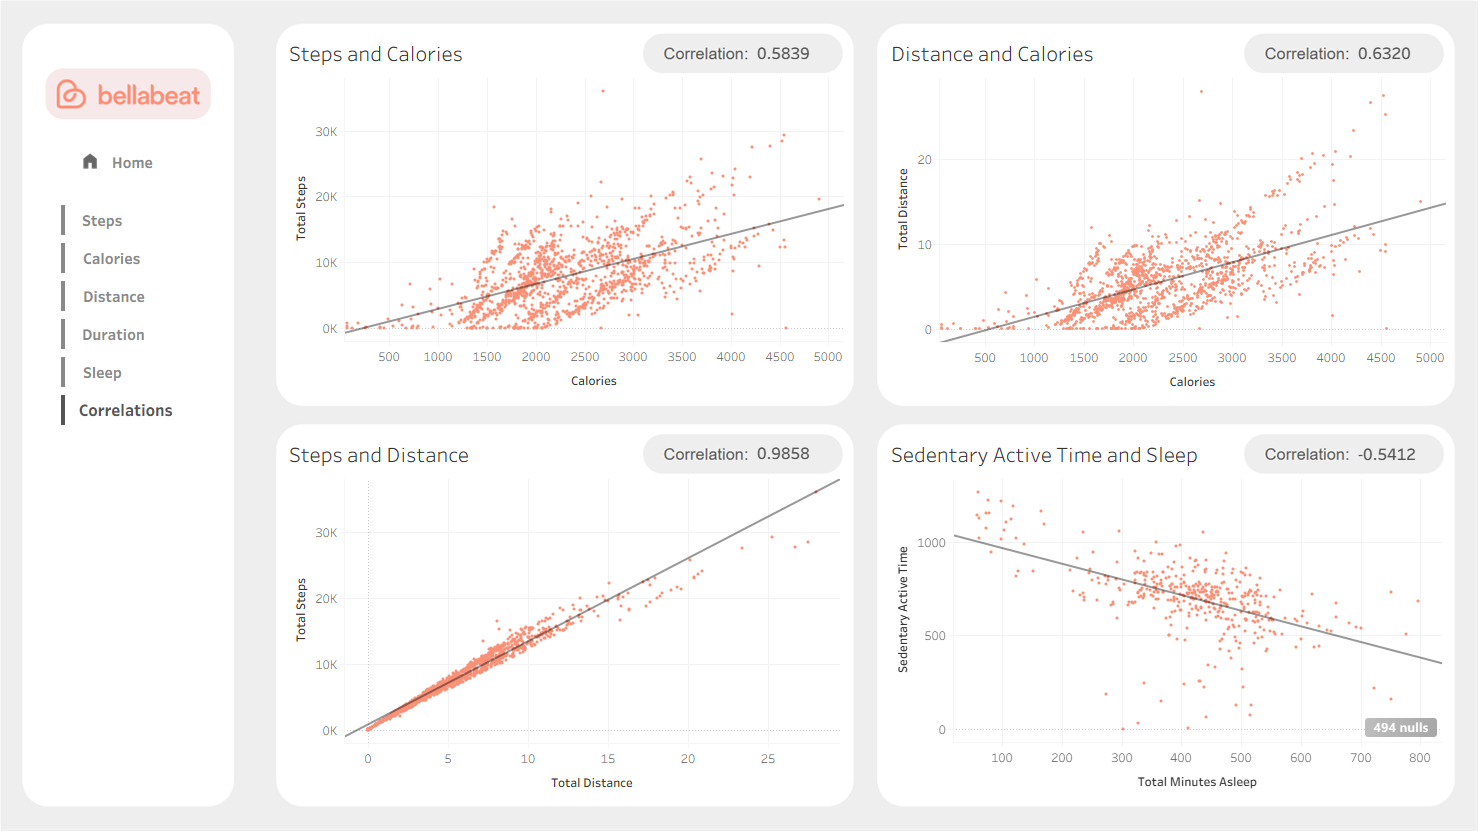 bellabeat
Home
Steps
Calories
Distance
Duration
Sleep
Correlations
Steps and Calories
Correlation: 0.5839
Total Steps
30K
20K
10K
0K
500 1000 1500 2000 2500 3000 3500 4000 4500 5000
Calories
Distance and Calories
Correlation: 0.6320
Total Distance
20
10
0
500 1000 1500 2000 2500 3000 3500 4000 4500 5000
Calories
Steps and Distance
Correlation: 0.9858
Total Steps
30K
20K
10K
0K
0 5 10 15 20 25
Total Distance
Sedentary Active Time and Sleep
Correlation: -0.5412
Sedentary Active Time
1000
500
0
494 nulls
100 200 300 400 500 600 700 800
Total Minutes Asleep